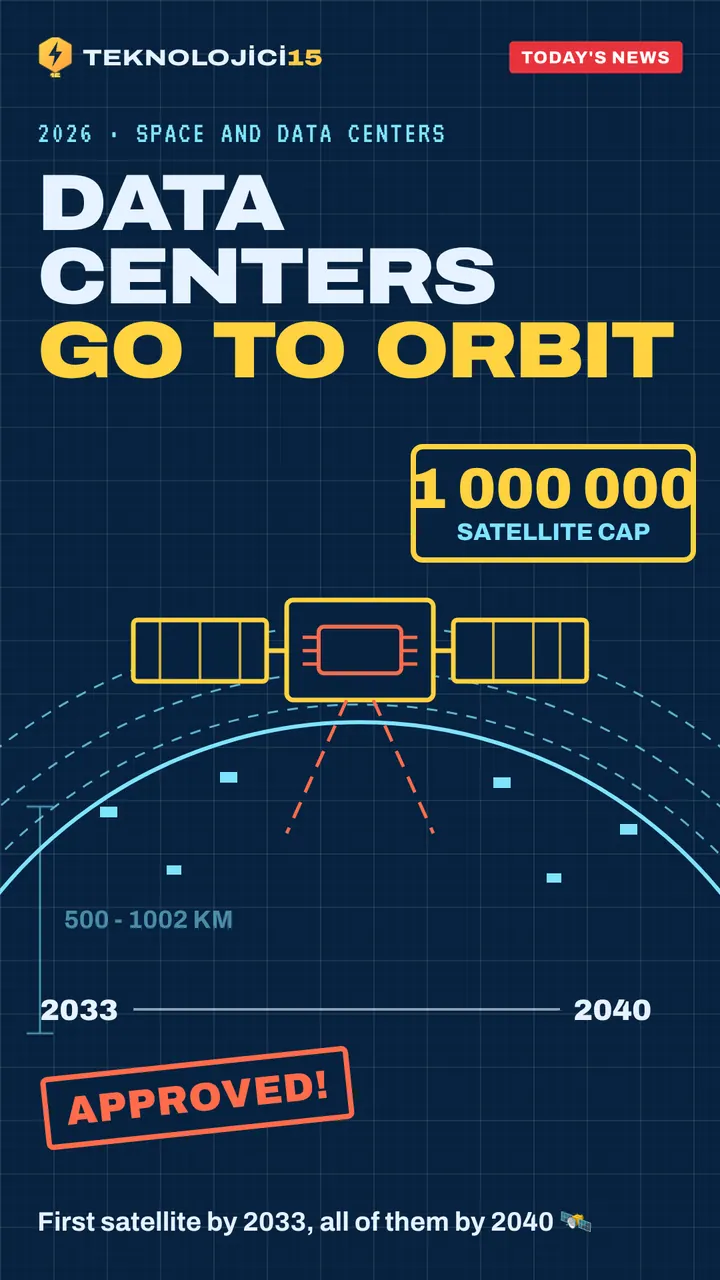 TEKNOLOJİCİ15
TODAY'S NEWS
2026 · SPACE AND DATA CENTERS
DATA
CENTERS
GO TO ORBIT
1 000 000
SATELLITE CAP
500 - 1002 KM
2033
2040
APPROVED!
First satellite by 2033, all of them by 2040 🛰️